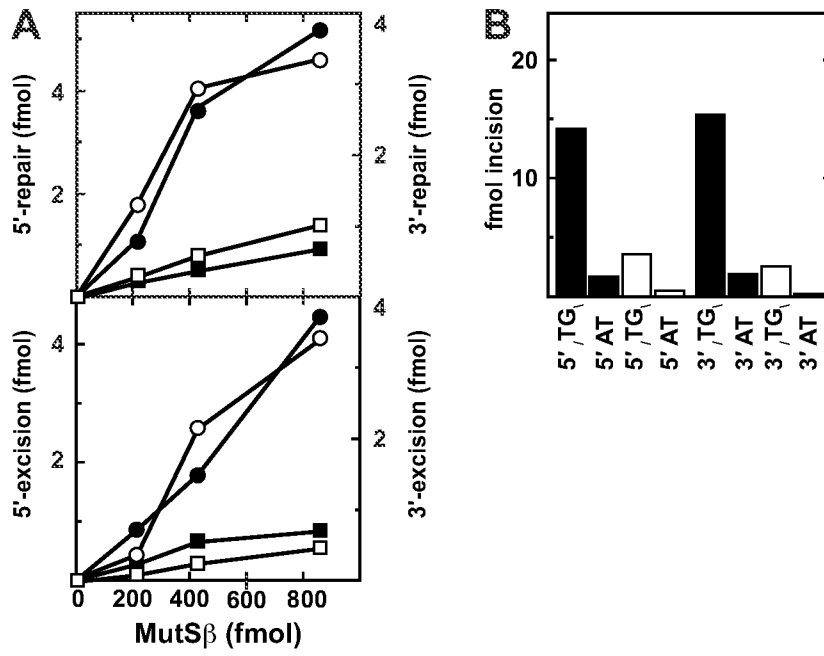 A
5'-repair (fmol)
4
2
4
2
3'-repair (fmol)
5'-excision (fmol)
4
2
4
2
3'-excision (fmol)
0 200 400 600 800
MutSβ (fmol)
B
fmol incision
20
10
5'/TG\
5'AT
5'/TG\
5'AT
3'/TG\
3'AT
3'/TG\
3'AT